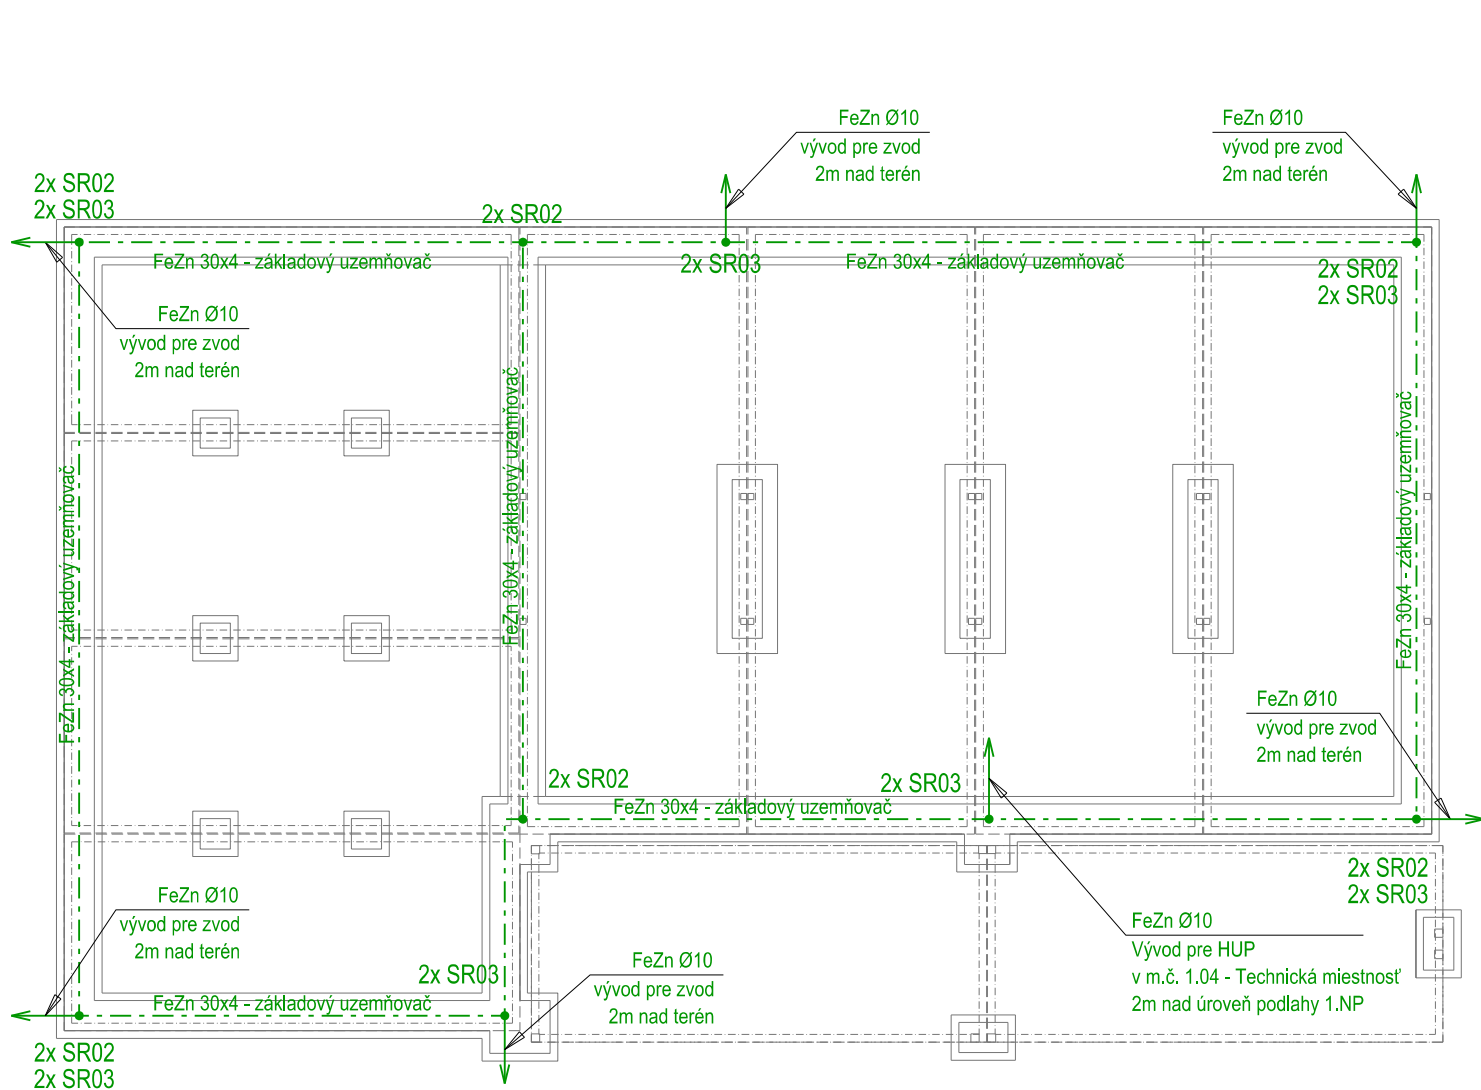 FeZn Ø10
vývod pre zvod
2m nad terén
FeZn Ø10
vývod pre zvod
2m nad terén
2x SR02
2x SR03
2x SR02
2x SR03
FeZn 30x4 - základový uzemňovač
FeZn 30x4 - základový uzemňovač
2x SR02
2x SR03
FeZn Ø10
vývod pre zvod
2m nad terén
FeZn 30x4 - základový uzemňovač
FeZn 30x4 - základový uzemňovač
FeZn 30x4 - základový uzemňovač
FeZn Ø10
vývod pre zvod
2m nad terén
2x SR02
2x SR03
FeZn 30x4 - základový uzemňovač
2x SR02
2x SR03
FeZn Ø10
vývod pre zvod
2m nad terén
FeZn Ø10
Vývod pre HUP
v m.č. 1.04 - Technická miestnosť
2m nad úroveň podlahy 1.NP
2x SR03
FeZn Ø10
vývod pre zvod
2m nad terén
FeZn 30x4 - základový uzemňovač
2x SR02
2x SR03